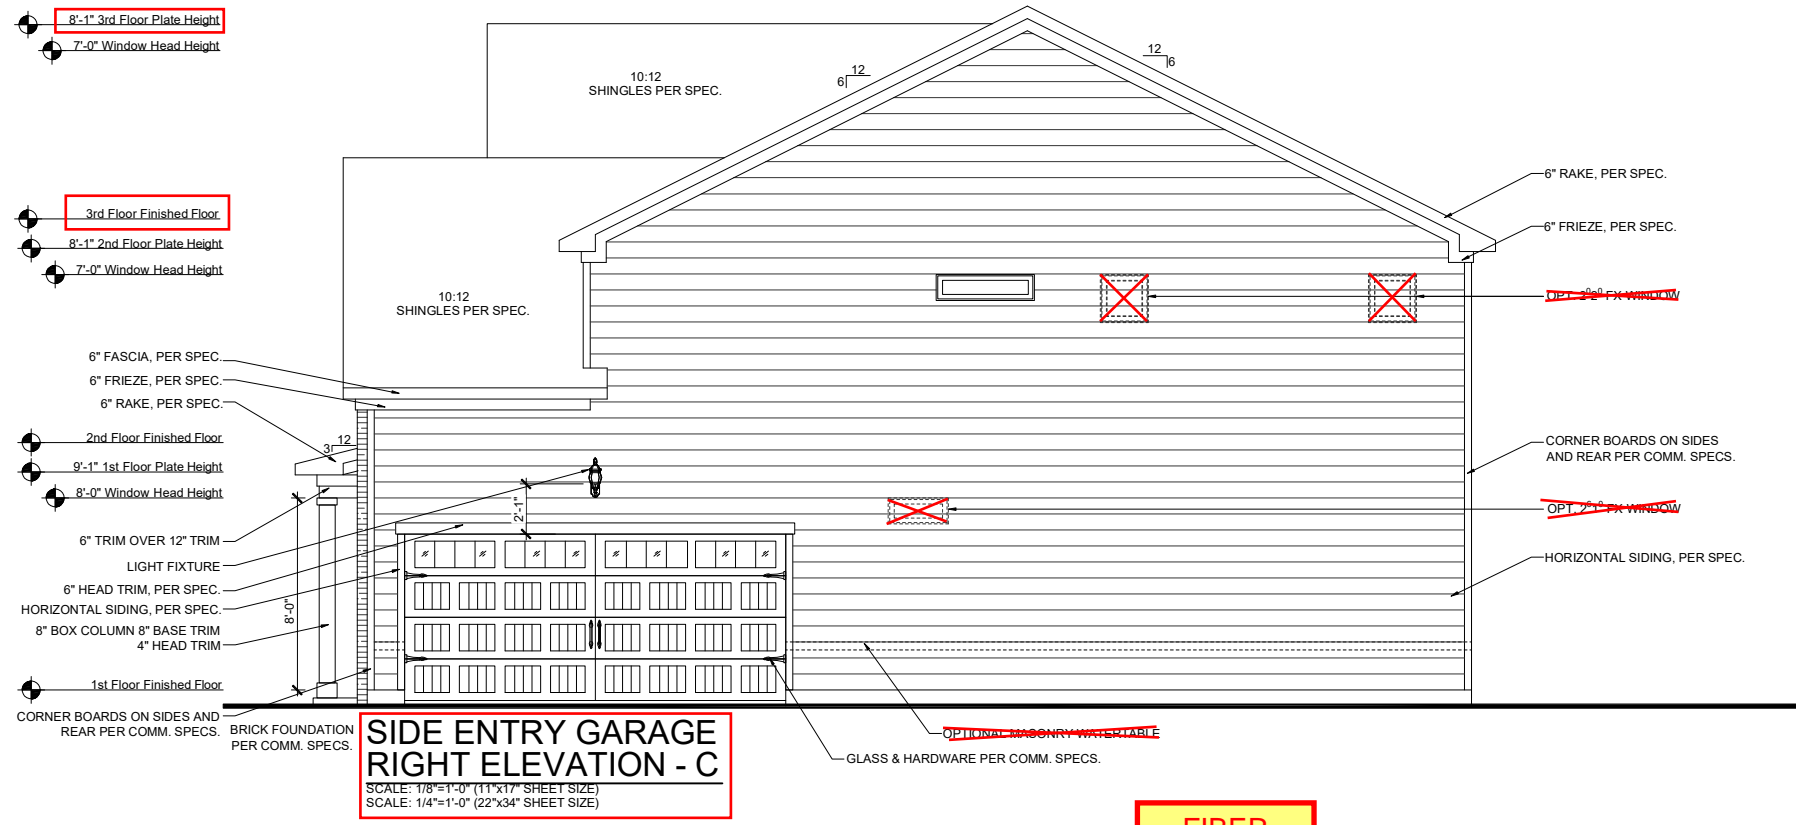 8'-1" 3rd Floor Plate Height
7'-0" Window Head Height
3rd Floor Finished Floor
8'-1" 2nd Floor Plate Height
7'-0" Window Head Height
2nd Floor Finished Floor
9'-1" 1st Floor Plate Height
8'-0" Window Head Height
1st Floor Finished Floor
10:12
SHINGLES PER SPEC.
12
6
12
6
10:12
SHINGLES PER SPEC.
6" RAKE, PER SPEC.
6" FRIEZE, PER SPEC.
OPT. 2⁰2⁰ FX WINDOW
CORNER BOARDS ON SIDES
AND REAR PER COMM. SPECS.
HORIZONTAL SIDING, PER SPEC.
6" FASCIA, PER SPEC.
6" FRIEZE, PER SPEC.
6" RAKE, PER SPEC.
12
3
2'-1"
8'-0"
6" TRIM OVER 12" TRIM
LIGHT FIXTURE
6" HEAD TRIM, PER SPEC.
HORIZONTAL SIDING, PER SPEC.
8" BOX COLUMN 8" BASE TRIM
4" HEAD TRIM
CORNER BOARDS ON SIDES AND
REAR PER COMM. SPECS.
BRICK FOUNDATION
PER COMM. SPECS.
OPT. FX WINDOW
OPTIONAL MASONRY WATERTABLE
GLASS & HARDWARE PER COMM. SPECS.
SIDE ENTRY GARAGE
RIGHT ELEVATION - C
SCALE: 1/8"=1'-0" (11"x17" SHEET SIZE)
SCALE: 1/4"=1'-0" (22"x34" SHEET SIZE)
FIBER